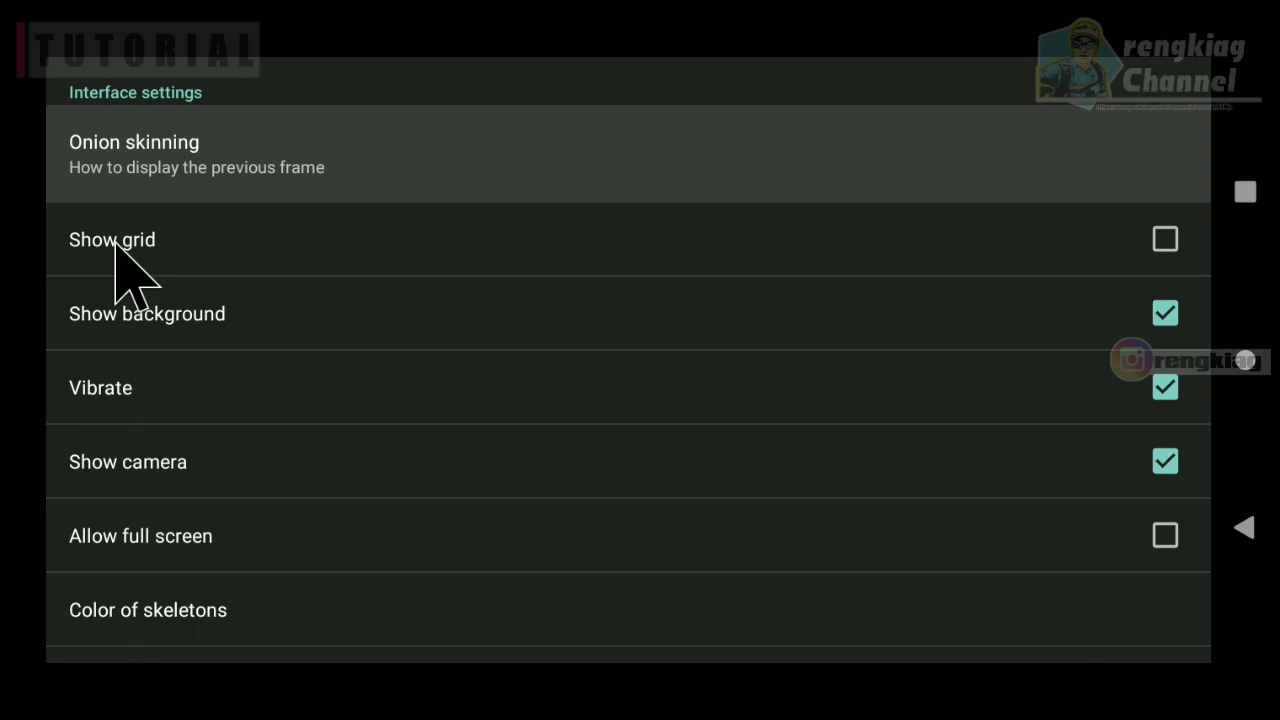 TUTORIAL
rengkiag
Channel
Interface settings
Onion skinning
How to display the previous frame
Show grid
Show background
rengkiag
Vibrate
Show camera
Allow full screen
Color of skeletons